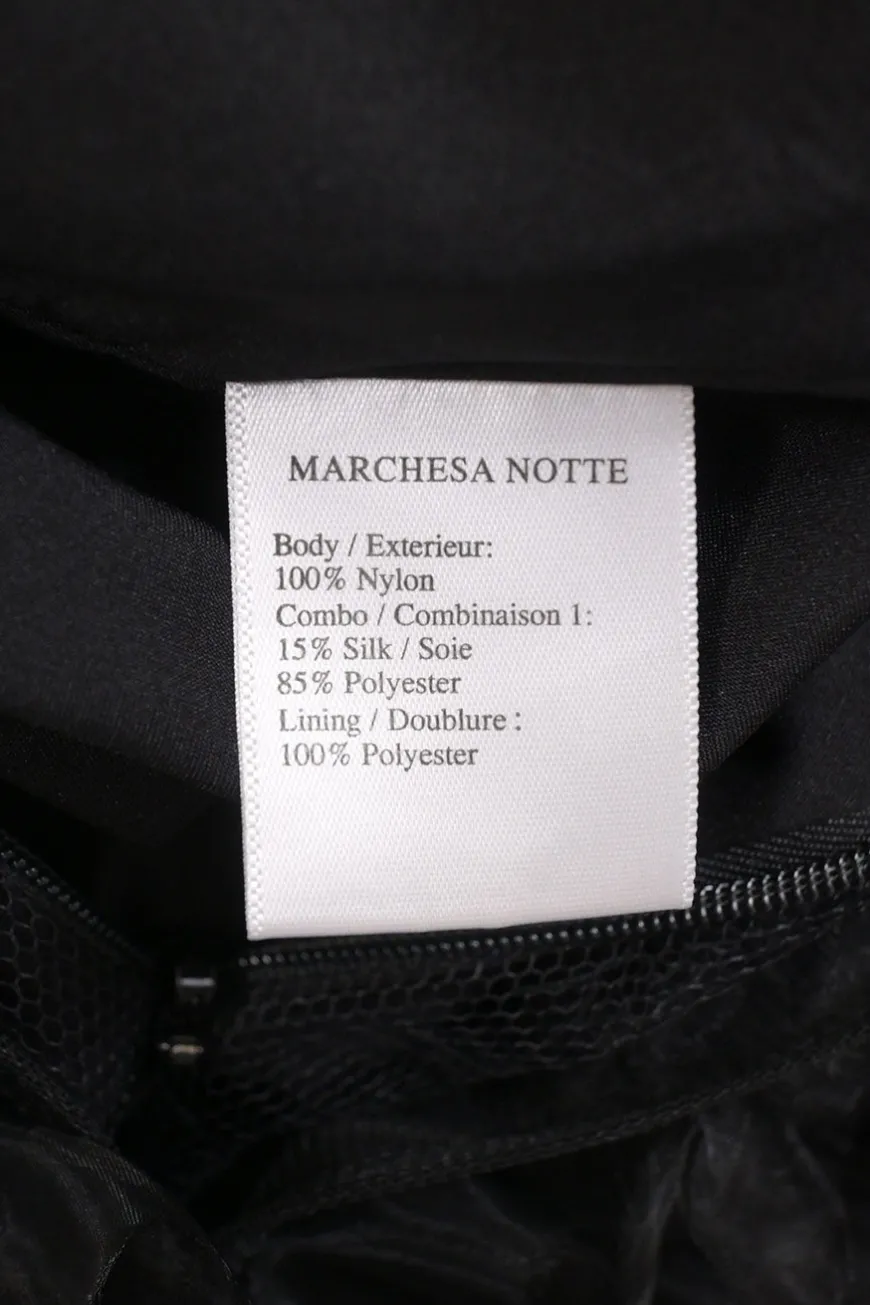 MARCHESA NOTTE
Body / Exterieur:
100% Nylon
Combo / Combinaison 1:
15% Silk / Soie
85% Polyester
Lining / Doublure :
100% Polyester